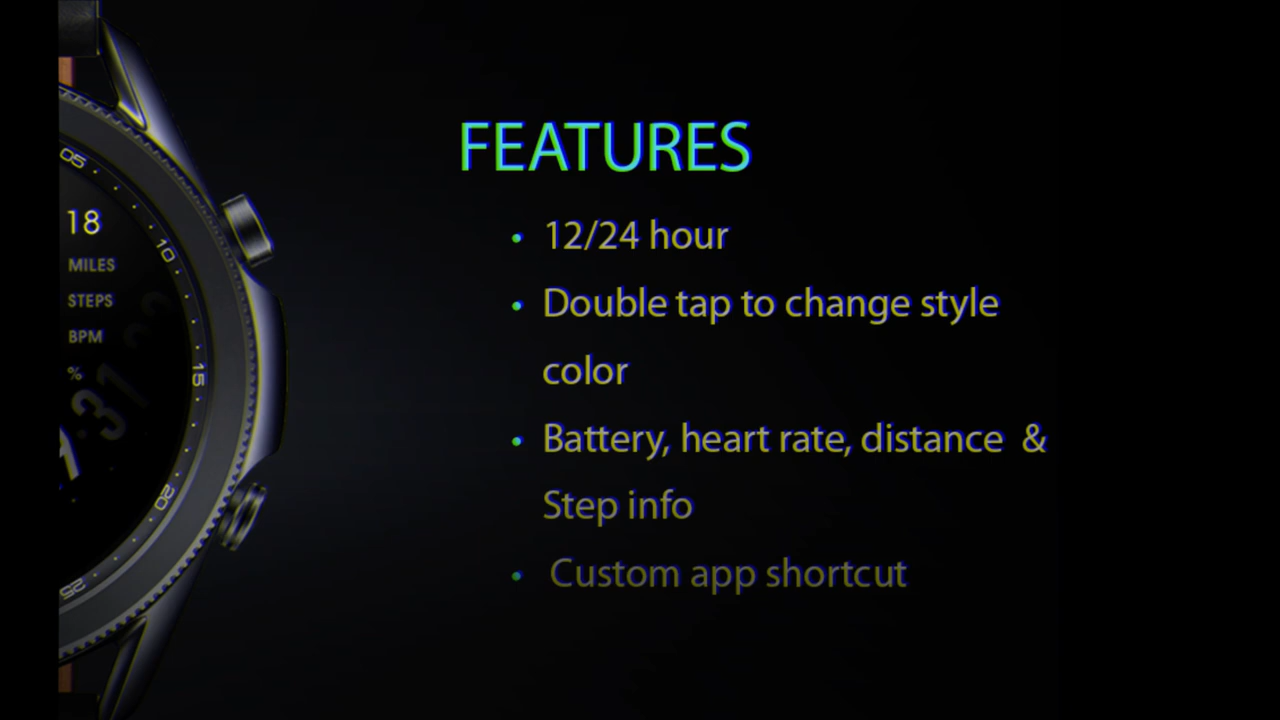 FEATURES
• 12/24 hour
• Double tap to change style
color
• Battery, heart rate, distance &
Step info
• Custom app shortcut
05
18
10
MILES
STEPS
BPM
%
15
31
20
25